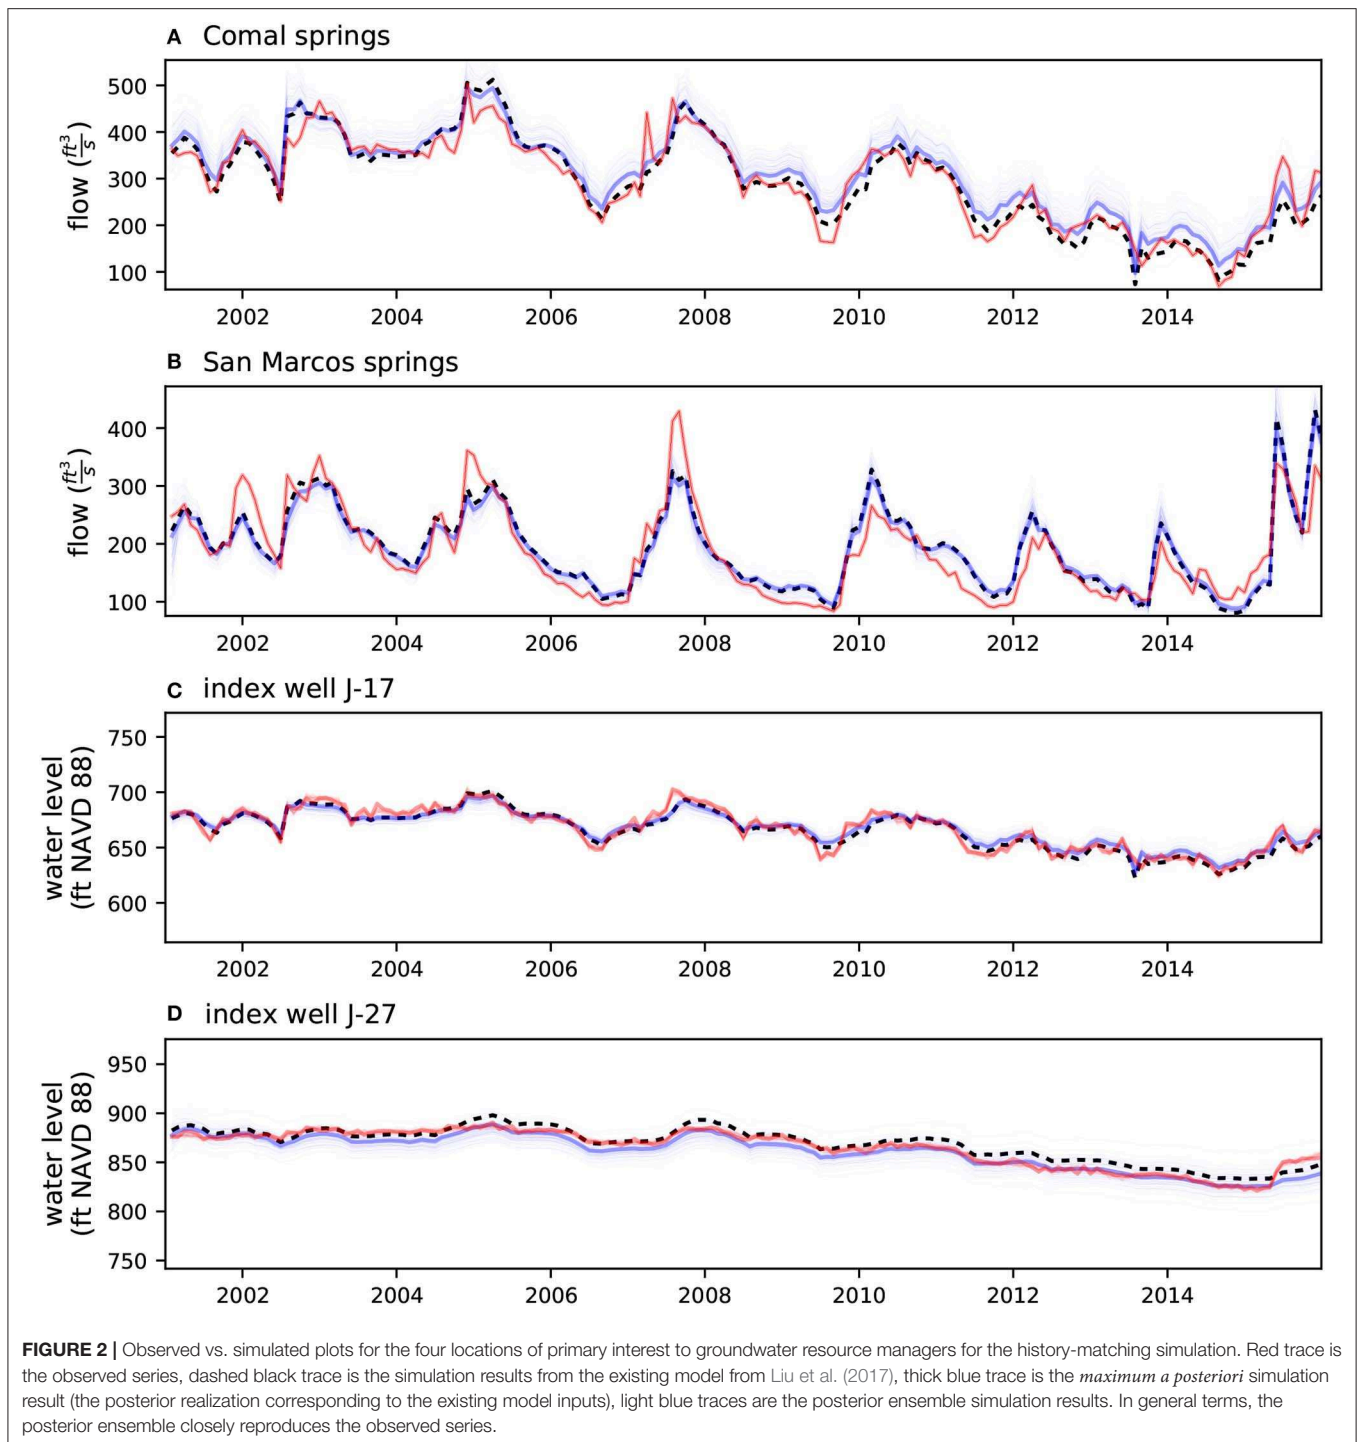 A Comal springs
500
400
300
200
100
flow (ft³/s)
2002 2004 2006 2008 2010 2012 2014
B San Marcos springs
400
300
200
100
flow (ft³/s)
2002 2004 2006 2008 2010 2012 2014
C index well J-17
750
700
650
600
water level
(ft NAVD 88)
2002 2004 2006 2008 2010 2012 2014
D index well J-27
950
900
850
800
750
water level
(ft NAVD 88)
2002 2004 2006 2008 2010 2012 2014
FIGURE 2 | Observed vs. simulated plots for the four locations of primary interest to groundwater resource managers for the history-matching simulation. Red trace is
the observed series, dashed black trace is the simulation results from the existing model from Liu et al. (2017), thick blue trace is the maximum a posteriori simulation
result (the posterior realization corresponding to the existing model inputs), light blue traces are the posterior ensemble simulation results. In general terms, the
posterior ensemble closely reproduces the observed series.